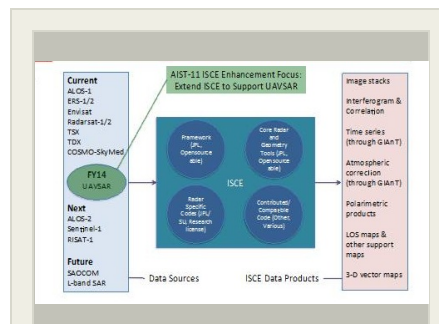 AIST-11 ISCE Enhancement Focus:
Extend ISCE to Support UAVSAR
Current
ALOS-1
ERS-1/2
Envisat
Radarsat-1/2
TSX
TDX
COSMO-SkyMed
FY14
UAVSAR
Next
ALOS-2
Sentinel-1
RISAT-1
Future
SAOCOM
L-band SAR
Data Sources
Framework
(JPL,
Opensource
able)
Core Radar
and
Geometry
Tools (JPL,
Opensource
able)
ISCE
Radar
Specific
Codes (JPL/
SU, Research
license)
Contributed/
Compatible
Code (Other,
Various)
ISCE Data Products
Image stacks
Interferogram &
Correlation
Time series
(through GIAnT)
Atmospheric
correction
(through GIAnT)
Polarimetric
products
LOS maps &
other support
maps
3-D vector maps